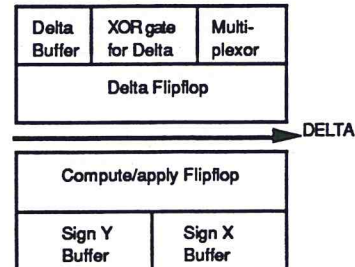 Delta Buffer
XOR gate for Delta
Multi-plexor
Delta Flipflop
DELTA
Compute/apply Flipflop
Sign Y Buffer
Sign X Buffer